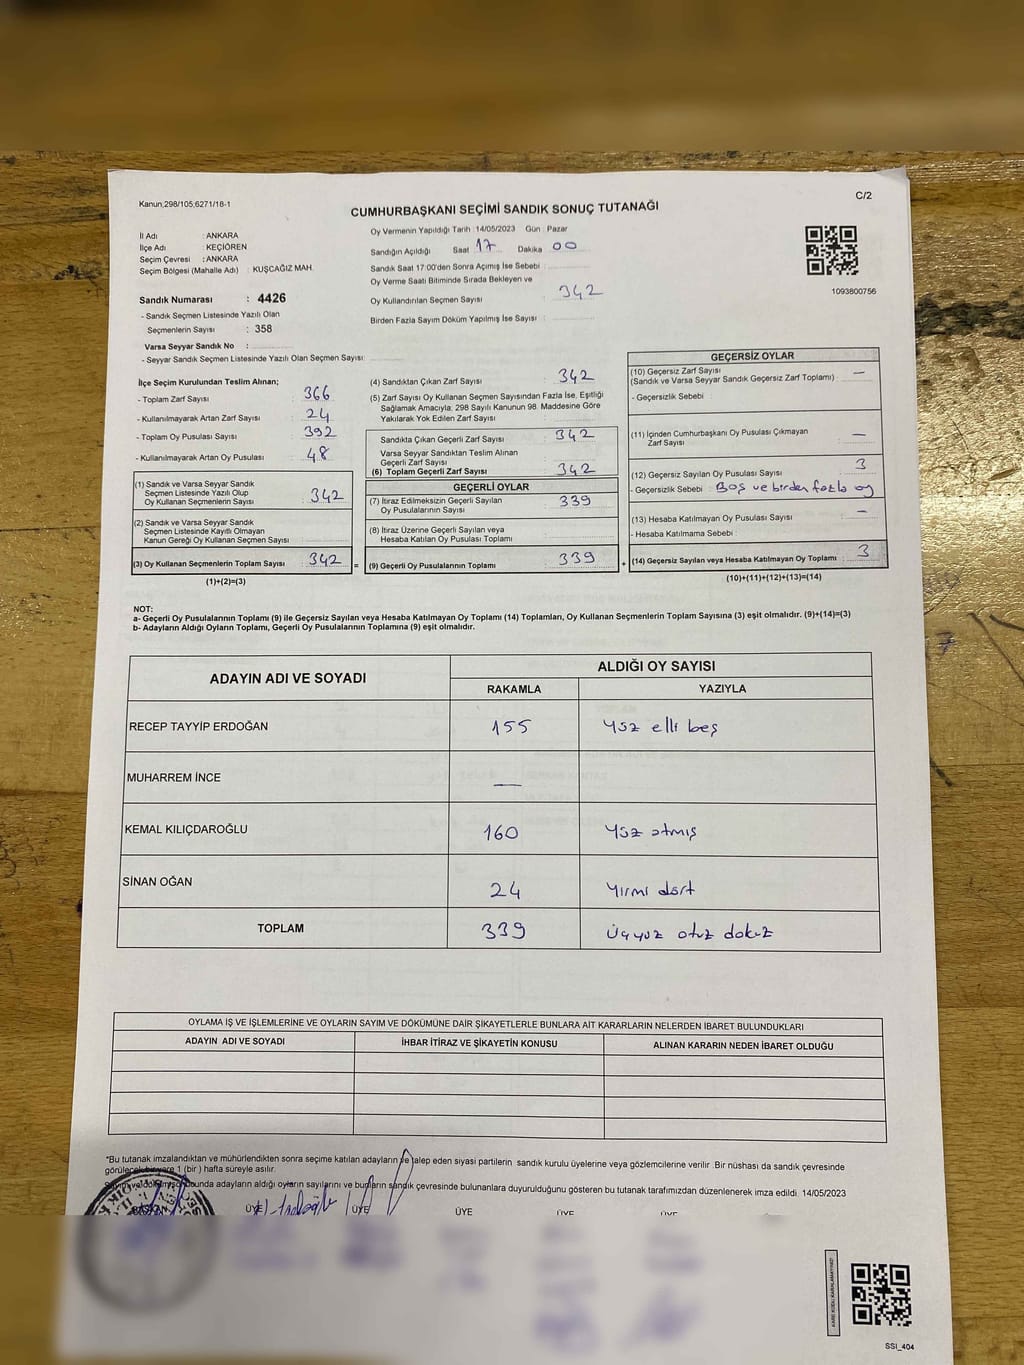 Kanun,298/105,6271/18-1
C/2
CUMHURBAŞKANI SEÇİMİ SANDIK SONUÇ TUTANAĞI
İl Adı : ANKARA
İlçe Adı : KEÇİÖREN
Seçim Çevresi : ANKARA
Seçim Bölgesi (Mahalle Adı) : KUŞCAĞIZ MAH.
Sandık Numarası : 4426
- Sandık Seçmen Listesinde Yazılı Olan
Seçmenlerin Sayısı : 358
Varsa Seyyar Sandık No :
- Seyyar Sandık Seçmen Listesinde Yazılı Olan Seçmen Sayısı:
Oy Vermenin Yapıldığı Tarih : 14/05/2023 Gün : Pazar
Sandığın Açıldığı Saat 17 Dakika 00
Sandık Saat 17:00'den Sonra Açılmış İse Sebebi :
Oy Verme Saati Bitiminde Sırada Bekleyen ve
Oy Kullandırılan Seçmen Sayısı : 342
Birden Fazla Sayım Döküm Yapılmış İse Sayısı :
1093800756
İlçe Seçim Kurulundan Teslim Alınan;
- Toplam Zarf Sayısı : 366
- Kullanılmayarak Artan Zarf Sayısı : 24
- Toplam Oy Pusulası Sayısı : 392
- Kullanılmayarak Artan Oy Pusulası : 48
(1) Sandık ve Varsa Seyyar Sandık
Seçmen Listesinde Yazılı Olup
Oy Kullanan Seçmenlerin Sayısı : 342
(2) Sandık ve Varsa Seyyar Sandık
Seçmen Listesinde Kayıtlı Olmayan
Kanun Gereği Oy Kullanan Seçmen Sayısı :
(3) Oy Kullanan Seçmenlerin Toplam Sayısı : 342 =
(1)+(2)=(3)
(4) Sandıktan Çıkan Zarf Sayısı : 342
(5) Zarf Sayısı Oy Kullanan Seçmen Sayısından Fazla İse, Eşitliği
Sağlamak Amacıyla; 298 Sayılı Kanunun 98. Maddesine Göre
Yakılarak Yok Edilen Zarf Sayısı :
Sandıkta Çıkan Geçerli Zarf Sayısı : 342
Varsa Seyyar Sandıktan Teslim Alınan
Geçerli Zarf Sayısı :
(6) Toplam Geçerli Zarf Sayısı : 342
GEÇERLİ OYLAR
(7) İtiraz Edilmeksizin Geçerli Sayılan : 339
Oy Pusulalarının Sayısı
(8) İtiraz Üzerine Geçerli Sayılan veya
Hesaba Katılan Oy Pusulaları Toplamı :
(9) Geçerli Oy Pusulalarının Toplamı : 339 +
GEÇERSİZ OYLAR
(10) Geçersiz Zarf Sayısı : —
(Sandık ve Varsa Seyyar Sandık Geçersiz Zarf Toplamı)
- Geçersizlik Sebebi :
(11) İçinden Cumhurbaşkanı Oy Pusulası Çıkmayan : —
Zarf Sayısı
(12) Geçersiz Sayılan Oy Pusulası Sayısı : 3
- Geçersizlik Sebebi : Boş ve birden fazla oy
(13) Hesaba Katılmayan Oy Pusulası Sayısı : —
- Hesaba Katılmama Sebebi :
(14) Geçersiz Sayılan veya Hesaba Katılmayan Oy Toplamı : 3
(10)+(11)+(12)+(13)=(14)
NOT:
a- Geçerli Oy Pusulalarının Toplamı (9) ile Geçersiz Sayılan veya Hesaba Katılmayan Oy Toplamı (14) Toplamları, Oy Kullanan Seçmenlerin Toplam Sayısına (3) eşit olmalıdır. (9)+(14)=(3)
b- Adayların Aldığı Oyların Toplamı, Geçerli Oy Pusulalarının Toplamına (9) eşit olmalıdır.
ADAYIN ADI VE SOYADI
ALDIĞI OY SAYISI
RAKAMLA YAZIYLA
RECEP TAYYİP ERDOĞAN 155 Yüz elli beş
MUHARREM İNCE —
KEMAL KILIÇDAROĞLU 160 Yüz atmış
SİNAN OĞAN 24 Yirmi dört
TOPLAM 339 Üçyüz otuz dokuz
OYLAMA İŞ VE İŞLEMLERİNE VE OYLARIN SAYIM VE DÖKÜMÜNE DAİR ŞİKAYETLERLE BUNLARA AİT KARARLARIN NELERDEN İBARET BULUNDUKLARI
ADAYIN ADI VE SOYADI İHBAR İTİRAZ VE ŞİKAYETİN KONUSU ALINAN KARARIN NEDEN İBARET OLDUĞU
*Bu tutanak imzalandıktan ve mühürlendikten sonra seçime katılan adayların ve talep eden siyasi partilerin sandık kurulu üyelerine veya gözlemcilerine verilir .Bir nüshası da sandık çevresinde
görülecek bir yere 1 (bir ) hafta süreyle asılır.
Sayım ve dökümü sonunda adayların aldığı oyların sayılarını ve bunların sandık çevresinde bulunanlara duyurulduğunu gösteren bu tutanak tarafımızdan düzenlenerek imza edildi. 14/05/2023
BAŞKAN ÜYE ÜYE ÜYE ÜYE ÜYE
SSI_404